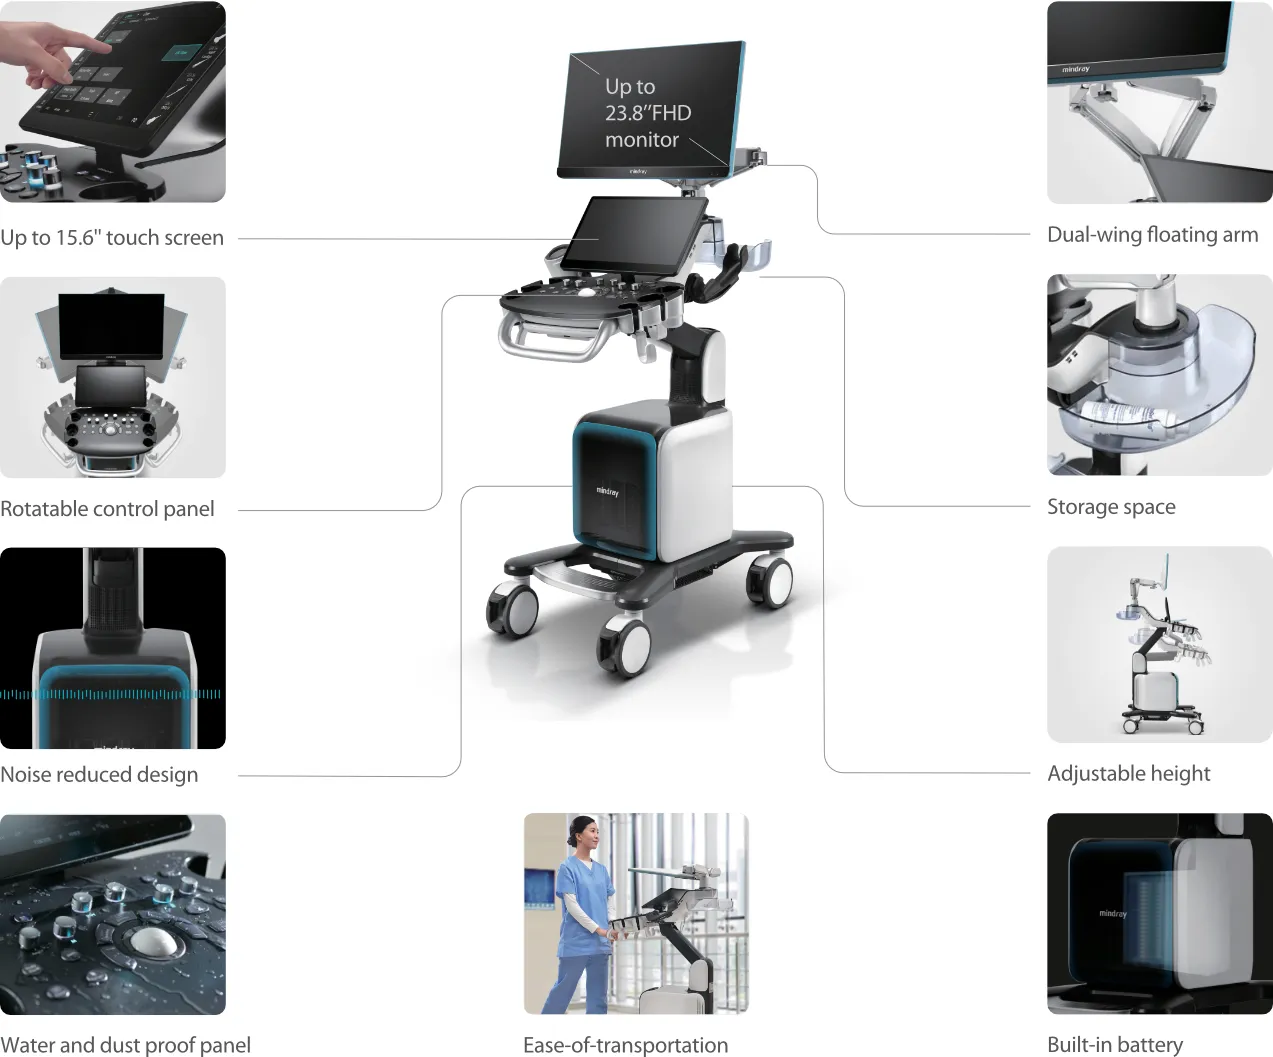 Up to
23.8’’FHD
monitor
mindray
mindray
Up to 15.6'' touch screen
Dual-wing floating arm
Rotatable control panel
mindray
Storage space
mindray
Noise reduced design
Adjustable height
mindray
Water and dust proof panel
Ease-of-transportation
Built-in battery